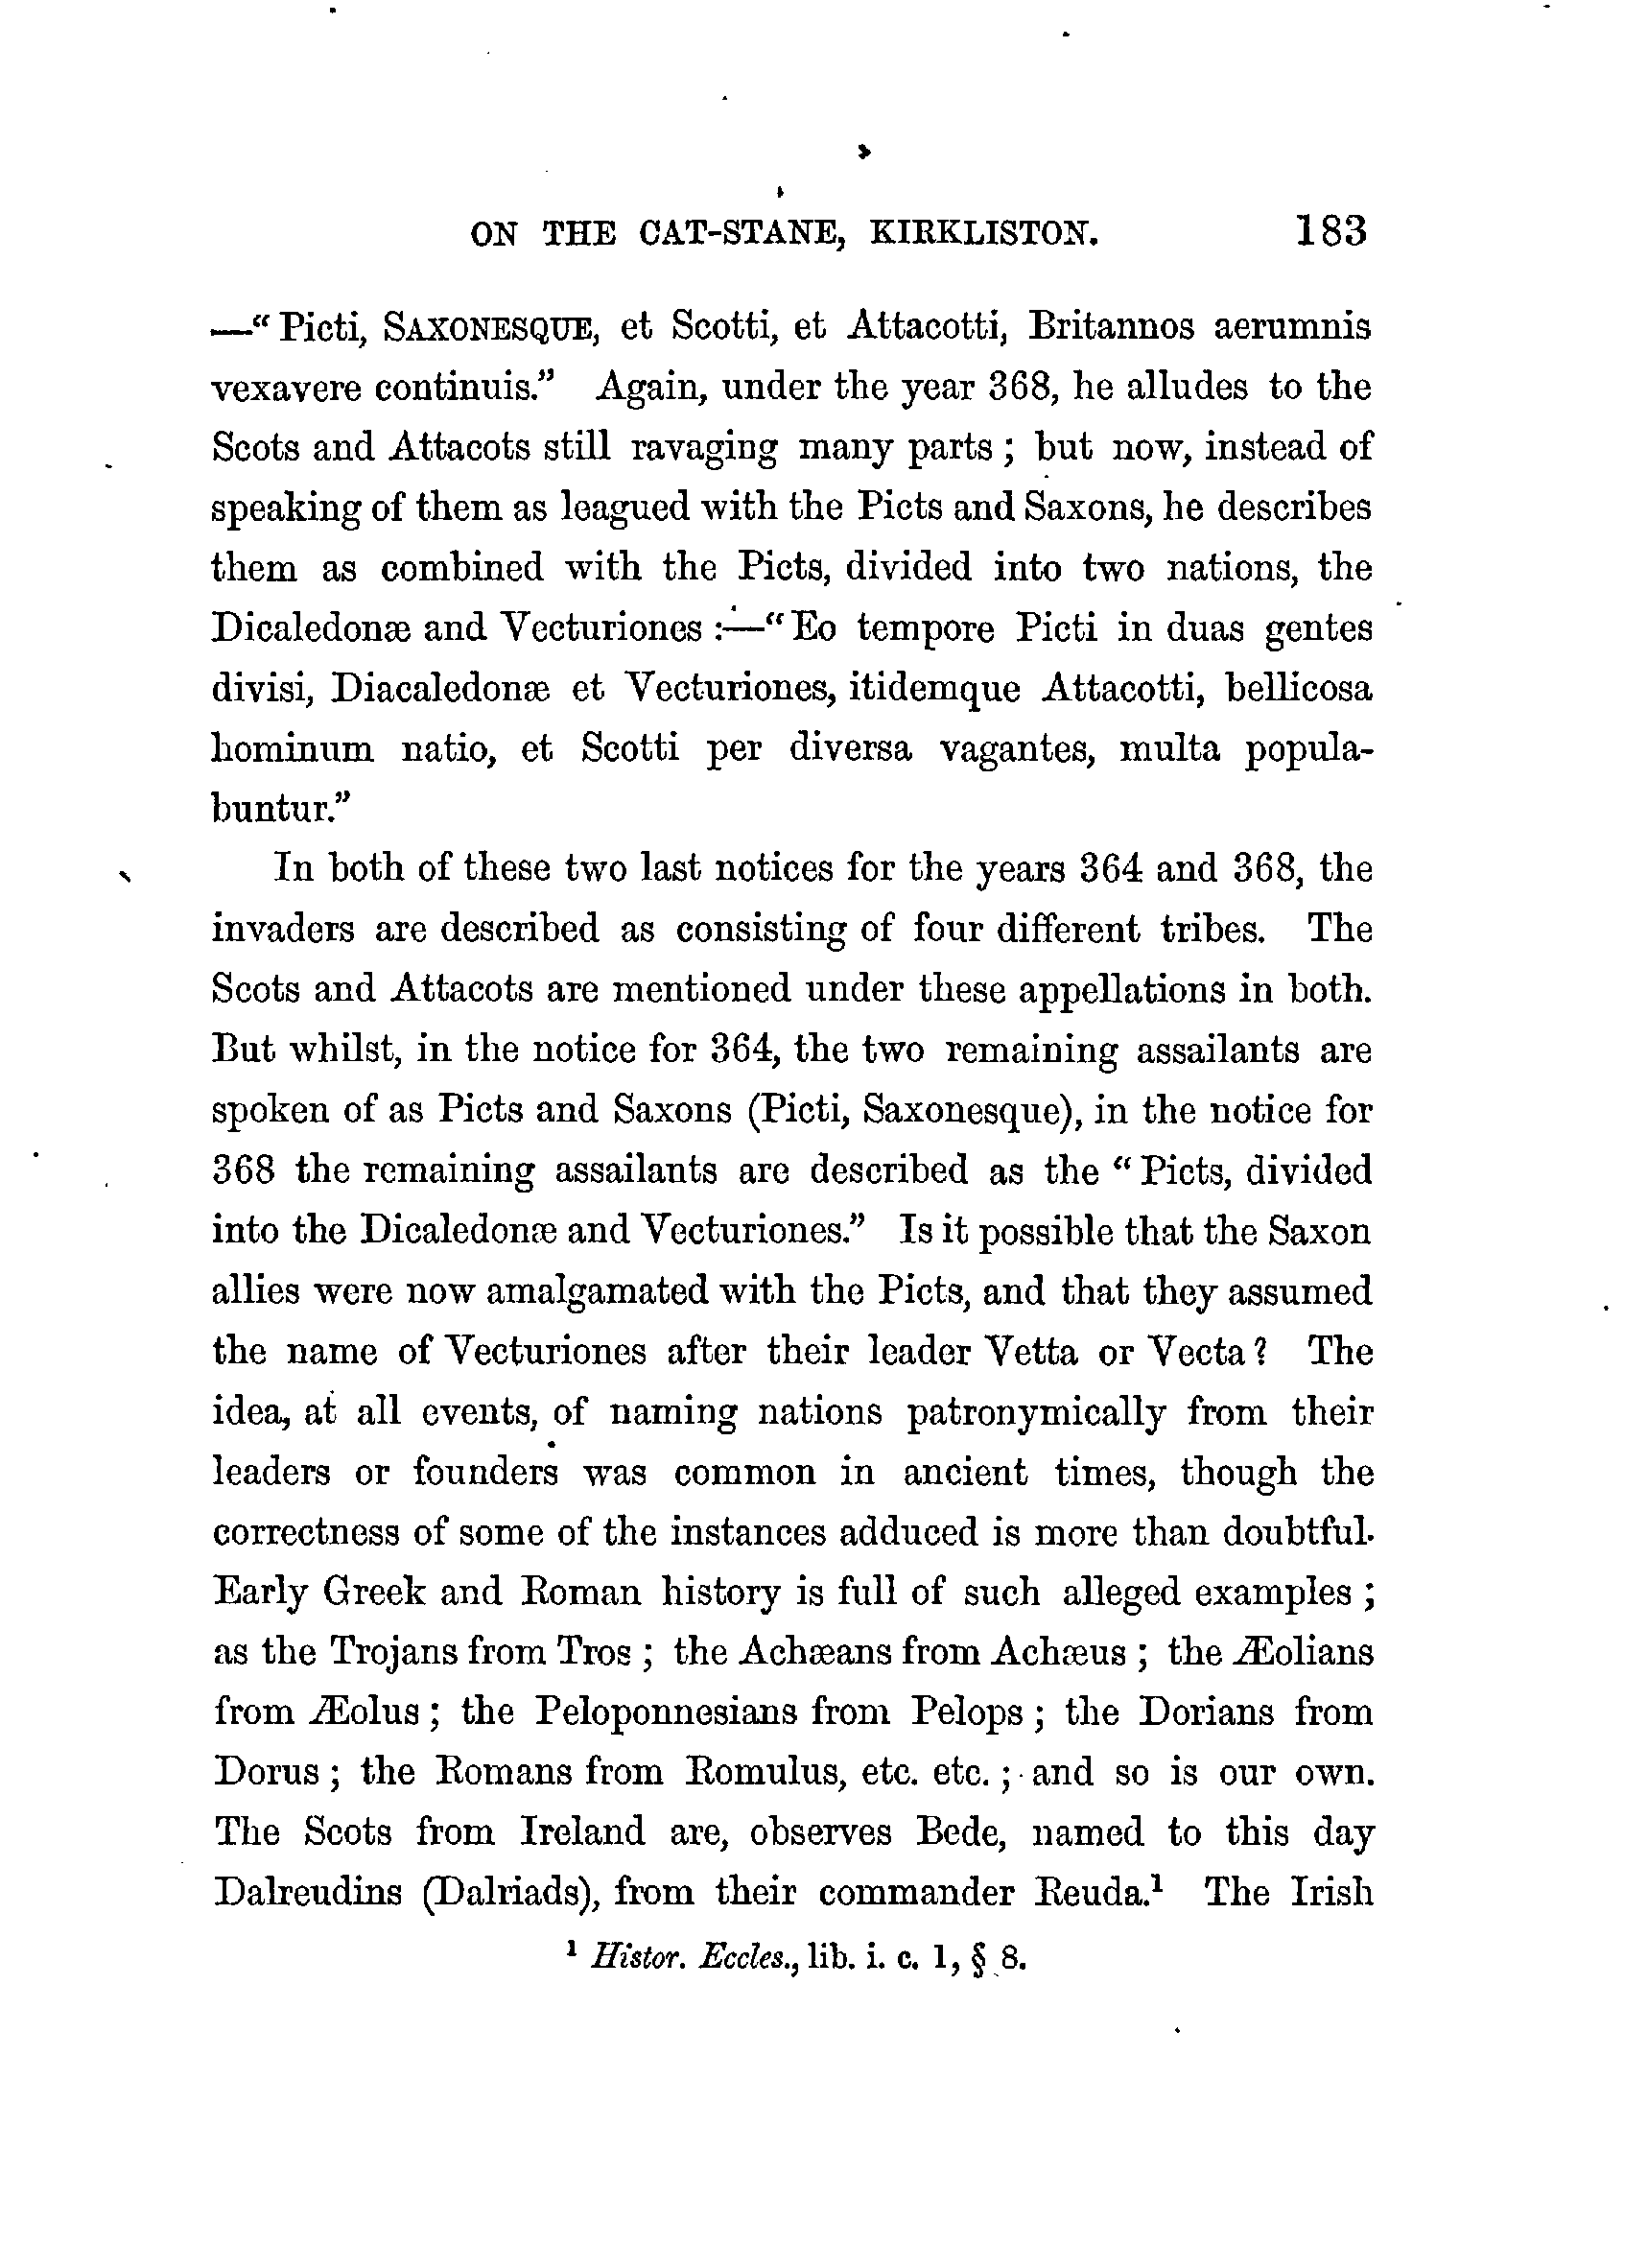 ON THE CAT-STANE, KIRKLISTON. 183
—“Picti, SAXONESQUE, et Scotti, et Attacotti, Britannos aerumnis
vexavere continuis.” Again, under the year 368, he alludes to the
Scots and Attacots still ravaging many parts; but now, instead of
speaking of them as leagued with the Picts and Saxons, he describes
them as combined with the Picts, divided into two nations, the
Dicaledonæ and Vecturiones:—“Eo tempore Picti in duas gentes
divisi, Diacaledonæ et Vecturiones, itidemque Attacotti, bellicosa
hominum natio, et Scotti per diversa vagantes, multa popula-
buntur.”
In both of these two last notices for the years 364 and 368, the
invaders are described as consisting of four different tribes. The
Scots and Attacots are mentioned under these appellations in both.
But whilst, in the notice for 364, the two remaining assailants are
spoken of as Picts and Saxons (Picti, Saxonesque), in the notice for
368 the remaining assailants are described as the “Picts, divided
into the Dicaledonæ and Vecturiones.” Is it possible that the Saxon
allies were now amalgamated with the Picts, and that they assumed
the name of Vecturiones after their leader Vetta or Vecta? The
idea, at all events, of naming nations patronymically from their
leaders or founders was common in ancient times, though the
correctness of some of the instances adduced is more than doubtful.
Early Greek and Roman history is full of such alleged examples;
as the Trojans from Tros; the Achæans from Achæus; the Æolians
from Æolus; the Peloponnesians from Pelops; the Dorians from
Dorus; the Romans from Romulus, etc. etc.; and so is our own.
The Scots from Ireland are, observes Bede, named to this day
Dalreudins (Dalriads), from their commander Reuda.¹ The Irish
¹ Histor. Eccles., lib. i. c. 1, § 8.